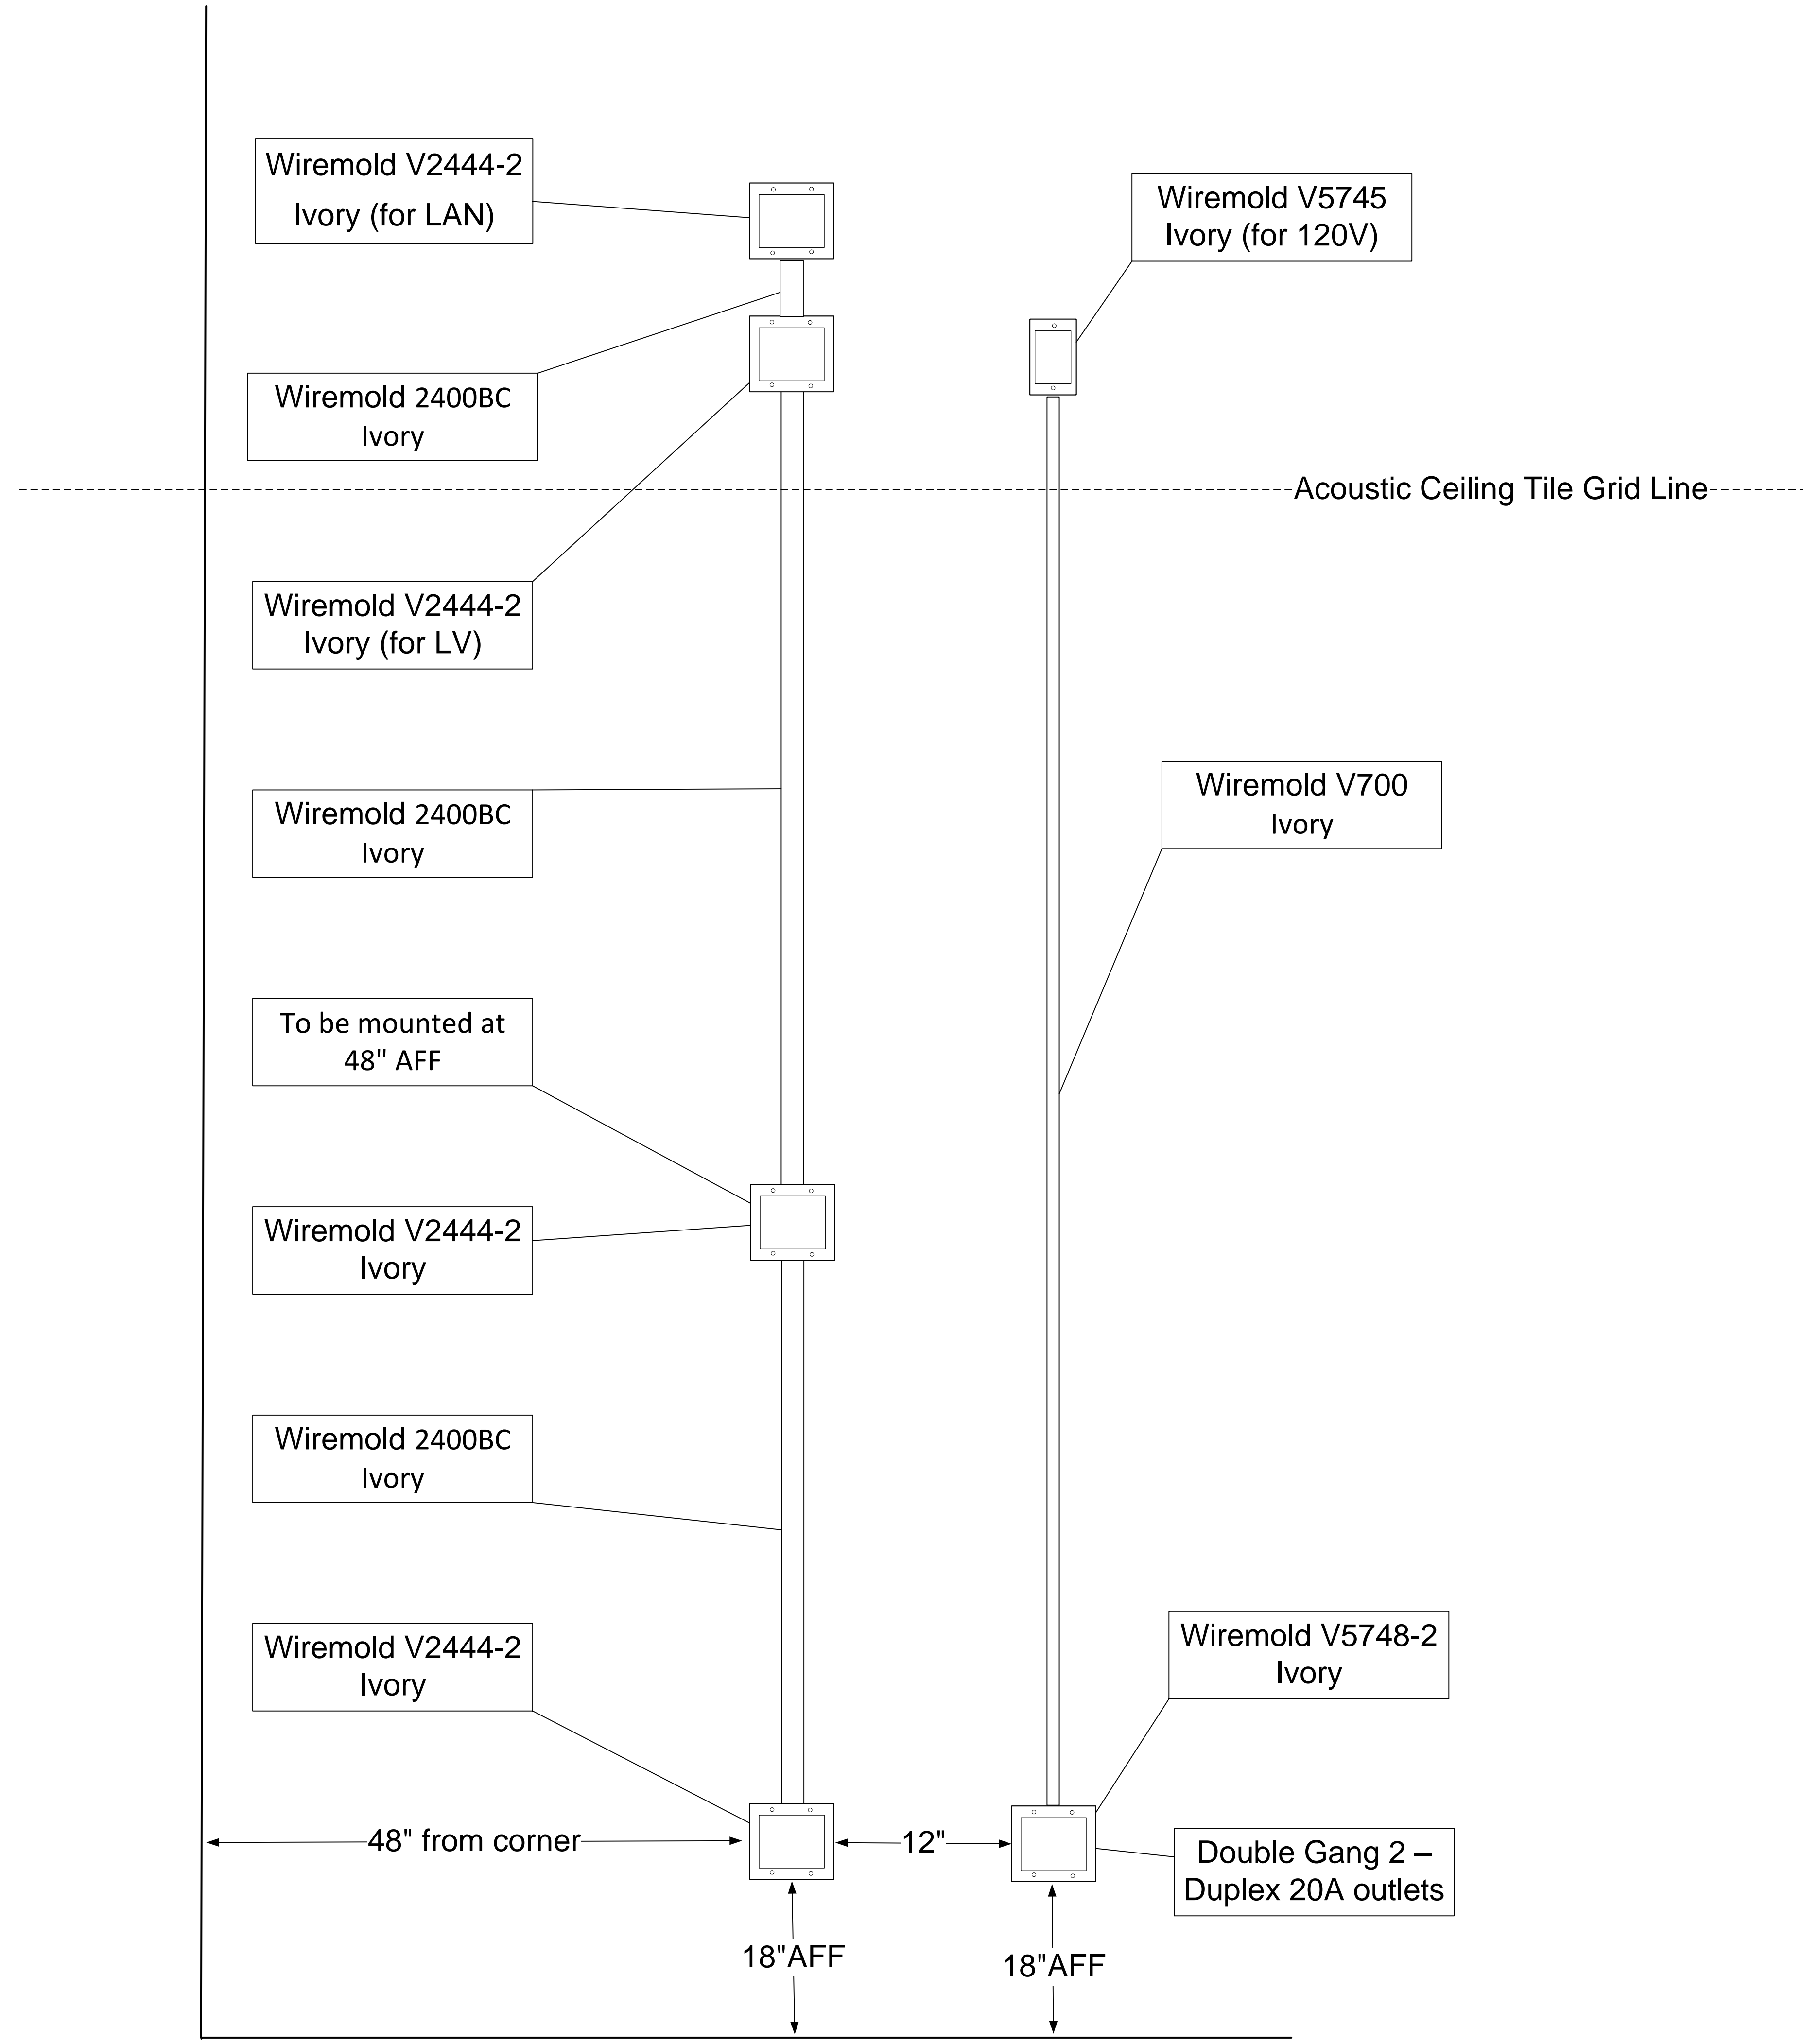 Wiremold V2444-2
Ivory (for LAN)
Wiremold V5745
Ivory (for 120V)
Wiremold 2400BC
Ivory
Acoustic Ceiling Tile Grid Line
Wiremold V2444-2
Ivory (for LV)
Wiremold V700
Ivory
Wiremold 2400BC
Ivory
To be mounted at
48" AFF
Wiremold V2444-2
Ivory
Wiremold 2400BC
Ivory
Wiremold V2444-2
Ivory
Wiremold V5748-2
Ivory
48" from corner
12"
Double Gang 2 –
Duplex 20A outlets
18"AFF
18"AFF